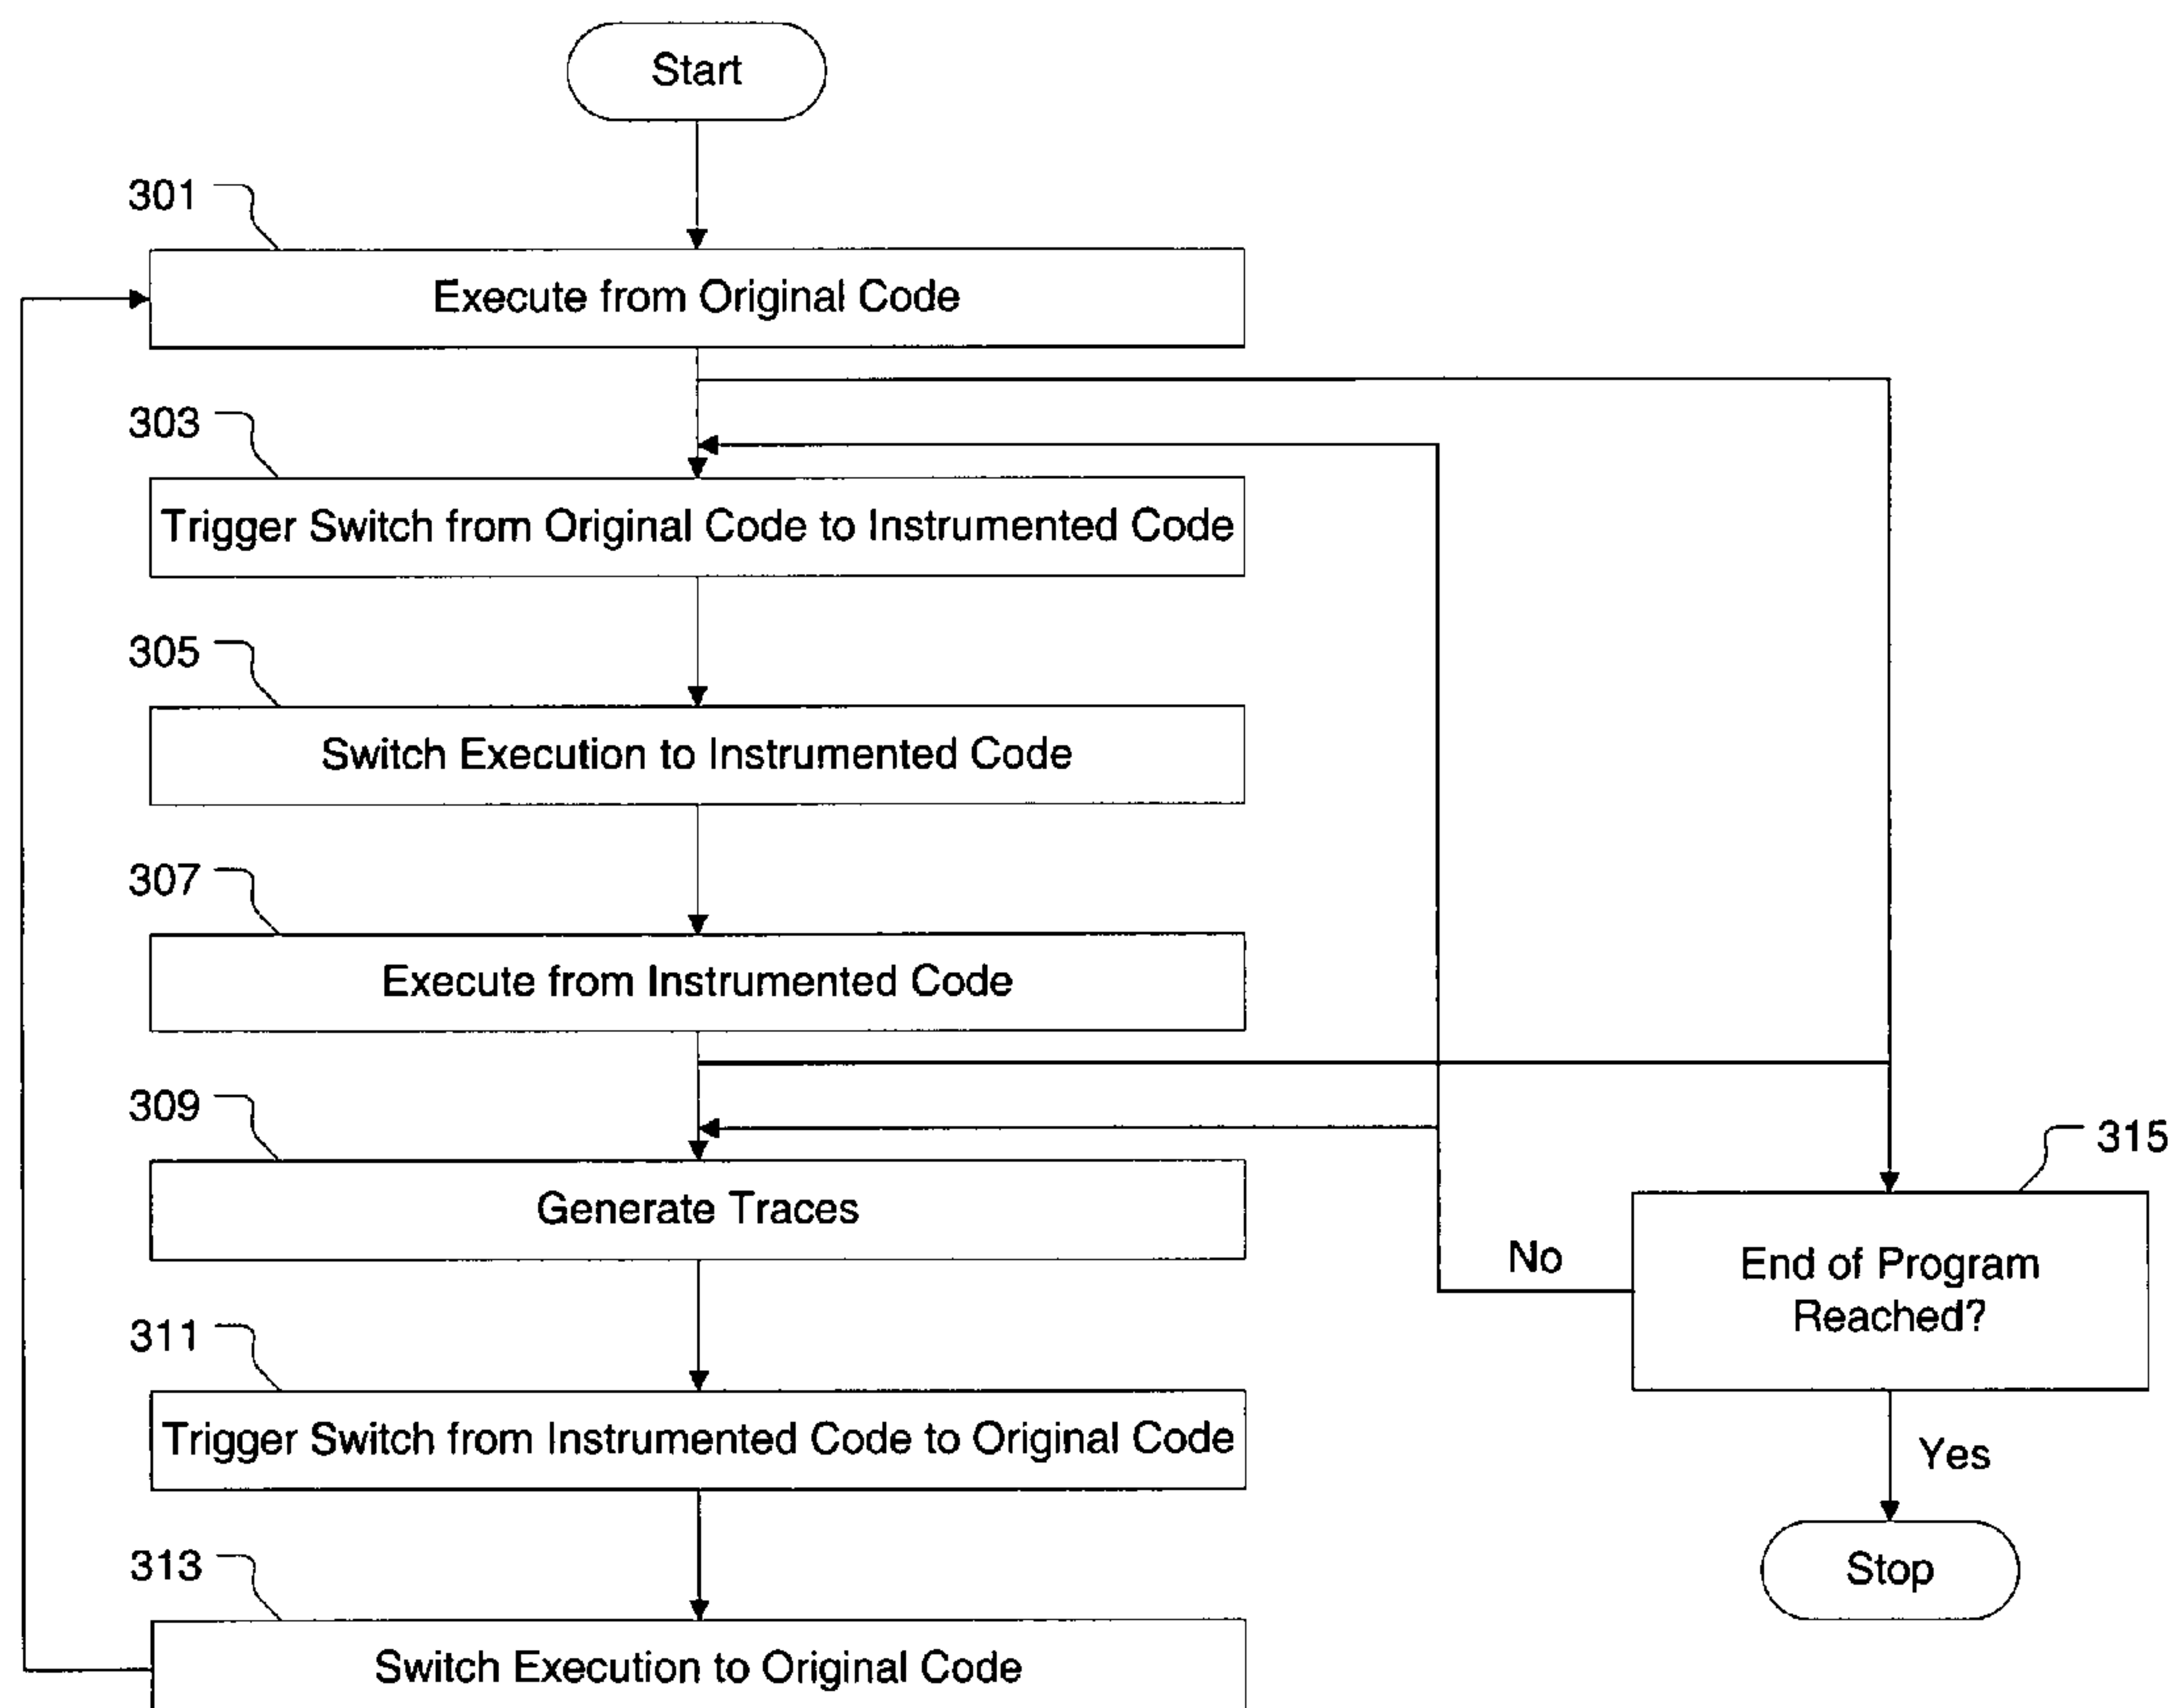 Start
301
Execute from Original Code
303
Trigger Switch from Original Code to Instrumented Code
305
Switch Execution to Instrumented Code
307
Execute from Instrumented Code
309
Generate Traces
311
Trigger Switch from Instrumented Code to Original Code
313
Switch Execution to Original Code
315
End of Program
Reached?
No
Yes
Stop